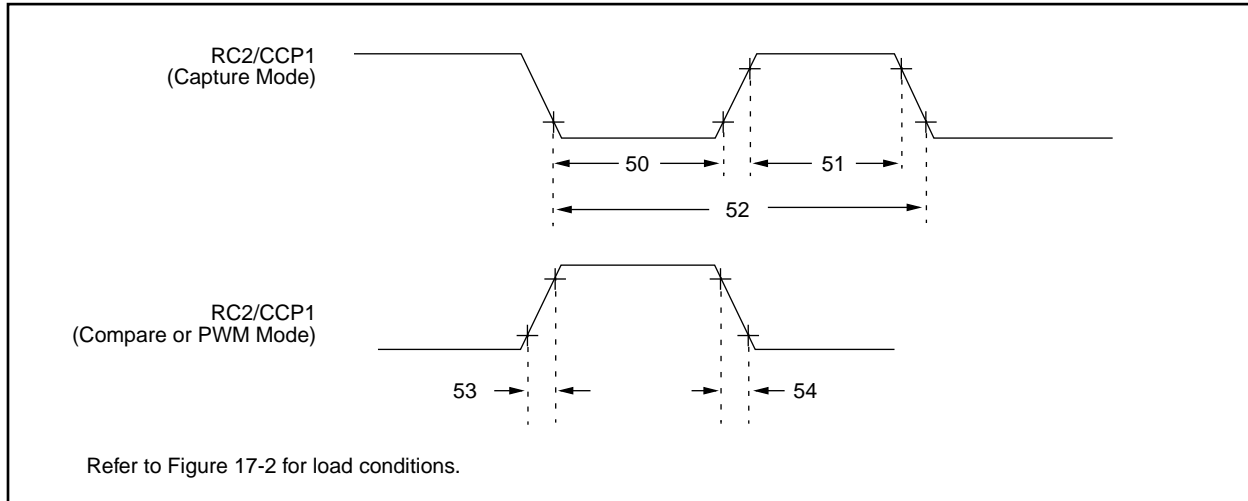 RC2/CCP1
(Capture Mode)
50
51
52
RC2/CCP1
(Compare or PWM Mode)
53
54
Refer to Figure 17-2 for load conditions.